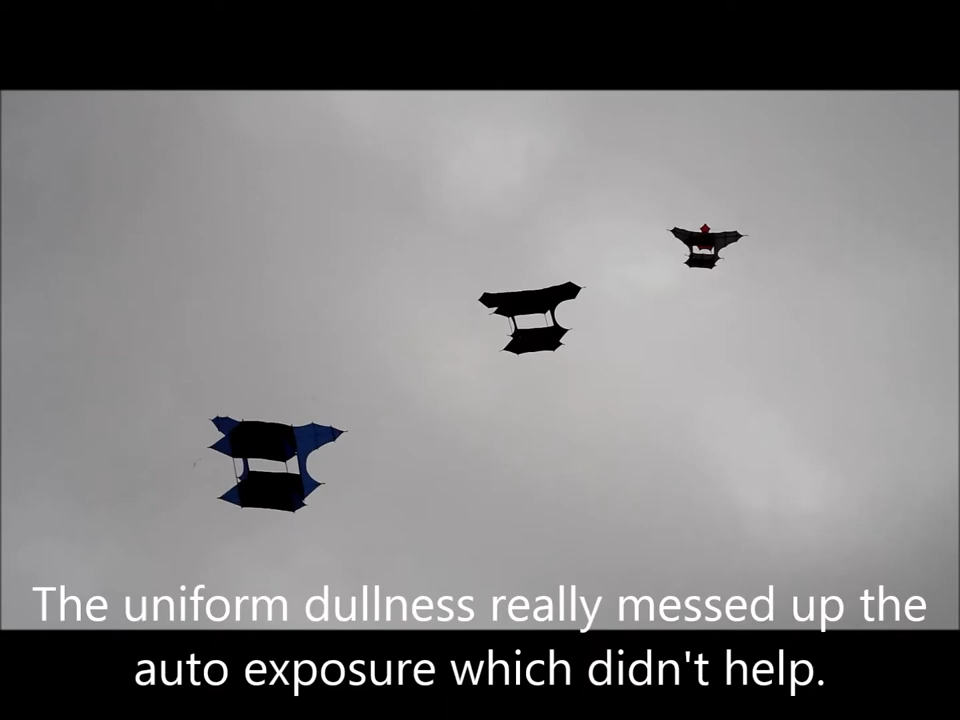 The uniform dullness really messed up the
auto exposure which didn't help.